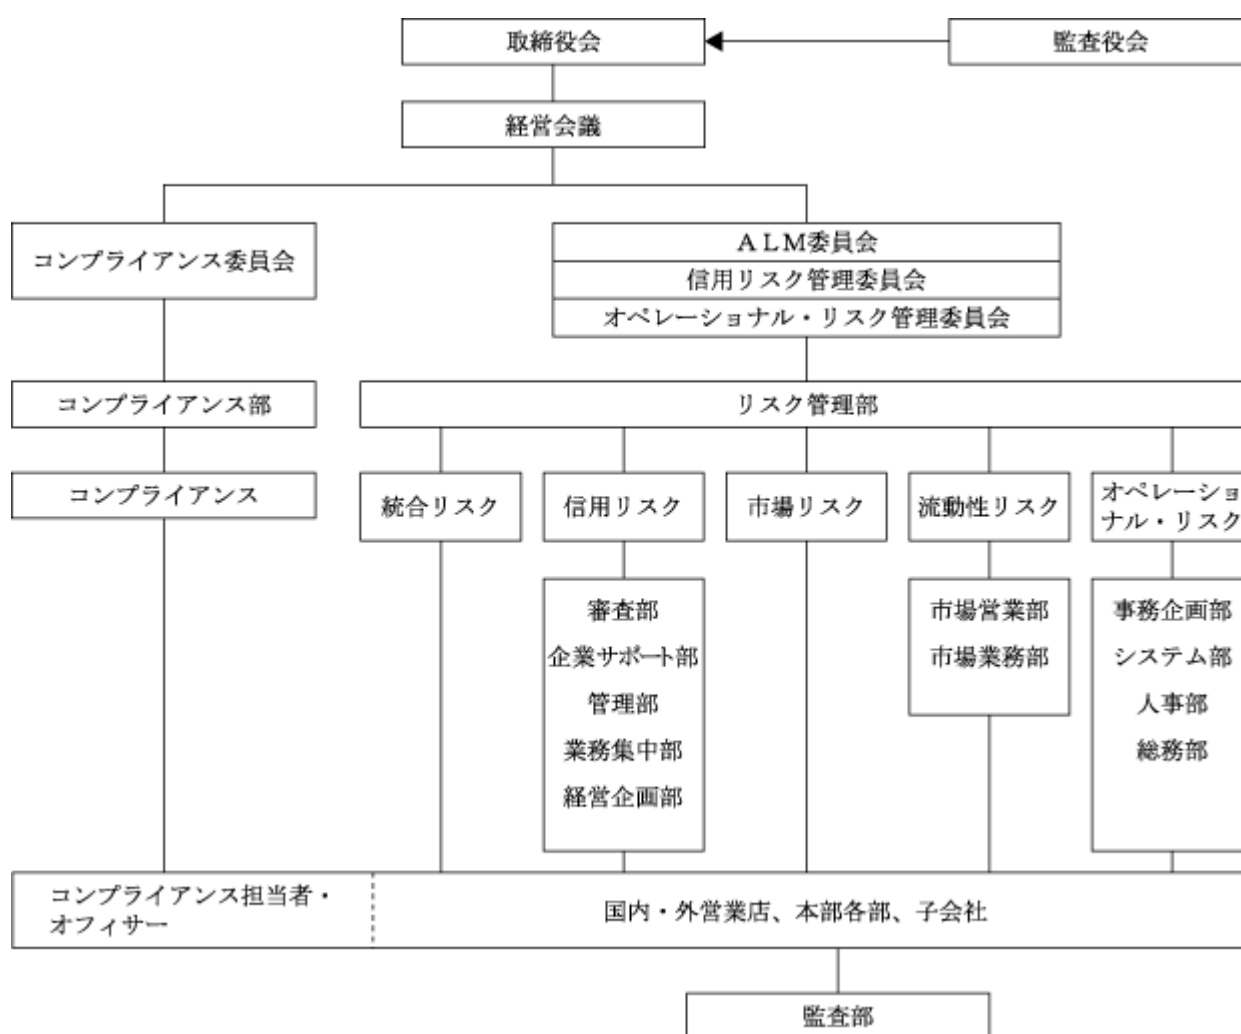 取締役会
監査役会
経営会議
コンプライアンス委員会
ALM委員会
信用リスク管理委員会
オペレーショナル・リスク管理委員会
コンプライアンス部
リスク管理部
コンプライアンス
統合リスク
信用リスク
市場リスク
流動性リスク
オペレーショ
ナル・リスク
審査部
企業サポート部
管理部
業務集中部
経営企画部
市場営業部
市場業務部
事務企画部
システム部
人事部
総務部
コンプライアンス担当者・
オフィサー
国内・外営業店、本部各部、子会社
監査部